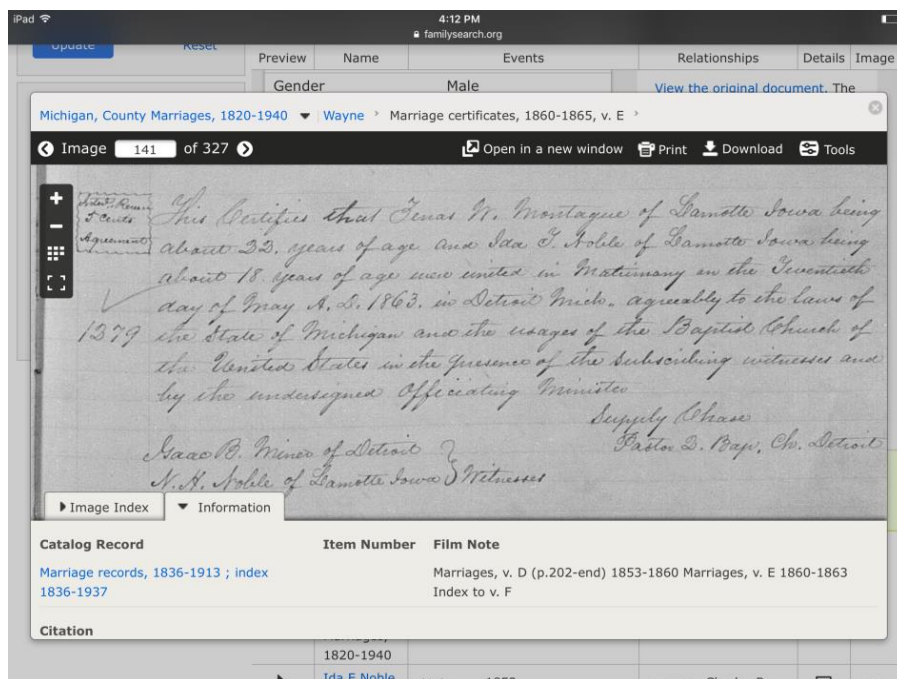 iPad
4:12 PM
familysearch.org
Update
Reset
Preview Name Events Relationships Details Image
Gender Male
View the original document. The
Michigan, County Marriages, 1820-1940 Wayne Marriage certificates, 1860-1865, v. E
Image 141 of 327 Open in a new window Print Download Tools
5 Cents
Agreement
This Certifies that Tenas W. Montague of Lamotte Iowa being
about 22. years of age and Ida J. Noble of Lamotte Iowa being
about 18 years of age were united in Matrimony on the Twentieth
day of May A. D. 1863. in Detroit Mich. agreeably to the laws of
1379 the State of Michigan and the usages of the Baptist Church of
the United States in the presence of the subscribing witnesses and
by the undersigned Officiating Minister
Supply Chase
Pastor 2. Bap. Ch. Detroit
Isaac B. Miner of Detroit
N. H. Noble of Lamotte Iowa } Witnesses
Image Index Information
Catalog Record Item Number Film Note
Marriage records, 1836-1913 ; index
1836-1937
Marriages, v. D (p.202-end) 1853-1860 Marriages, v. E 1860-1863
Index to v. F
Citation
1820-1940
Ida E Noble